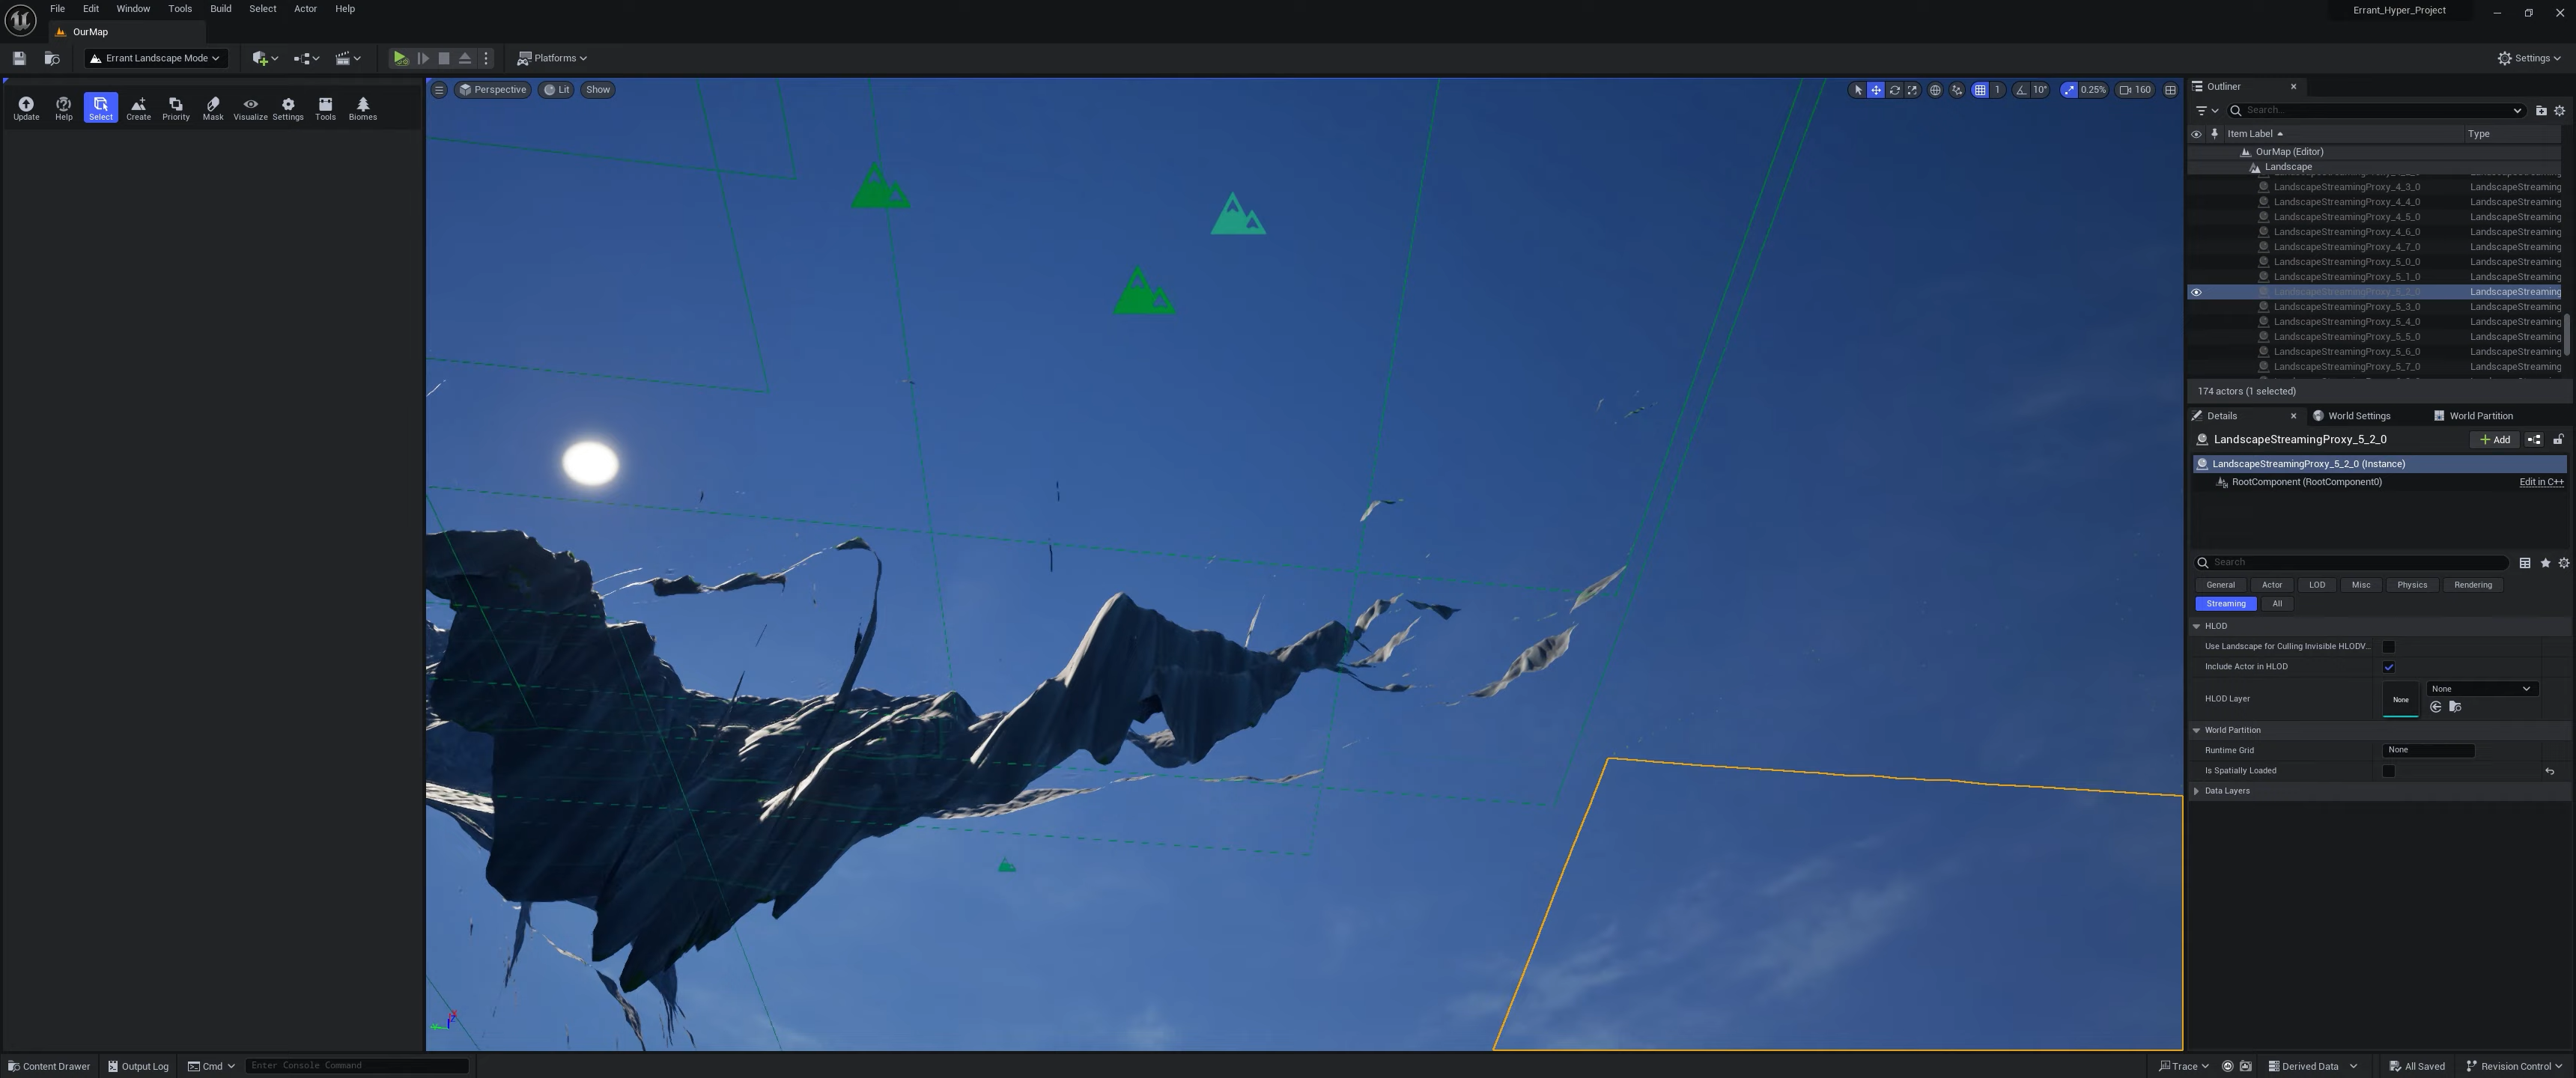 File Edit Window Tools Build Select Actor Help
Errant_Hyper_Project
OurMap
Errant Landscape Mode
Platforms
Settings
Update Help Select Create Priority Mask Visualize Settings Tools Biomes
Perspective Lit Show
1 10° 0.25% 160
Outliner
Search...
Item Label Type
OurMap (Editor)
Landscape
LandscapeStreamingProxy_4_3_0 LandscapeStreaming
LandscapeStreamingProxy_4_4_0 LandscapeStreaming
LandscapeStreamingProxy_4_5_0 LandscapeStreaming
LandscapeStreamingProxy_4_6_0 LandscapeStreaming
LandscapeStreamingProxy_4_7_0 LandscapeStreaming
LandscapeStreamingProxy_5_0_0 LandscapeStreaming
LandscapeStreamingProxy_5_1_0 LandscapeStreaming
LandscapeStreamingProxy_5_2_0 LandscapeStreaming
LandscapeStreamingProxy_5_3_0 LandscapeStreaming
LandscapeStreamingProxy_5_4_0 LandscapeStreaming
LandscapeStreamingProxy_5_5_0 LandscapeStreaming
LandscapeStreamingProxy_5_6_0 LandscapeStreaming
LandscapeStreamingProxy_5_7_0 LandscapeStreaming
174 actors (1 selected)
Details World Settings World Partition
LandscapeStreamingProxy_5_2_0 Add
LandscapeStreamingProxy_5_2_0 (Instance)
RootComponent (RootComponent0) Edit in C++
Search
General Actor LOD Misc Physics Rendering
Streaming All
HLOD
Use Landscape for Culling Invisible HLODV...
Include Actor in HLOD
HLOD Layer None None
World Partition
Runtime Grid None
Is Spatially Loaded
Data Layers
Content Drawer Output Log Cmd Enter Console Command
Trace Derived Data All Saved Revision Control